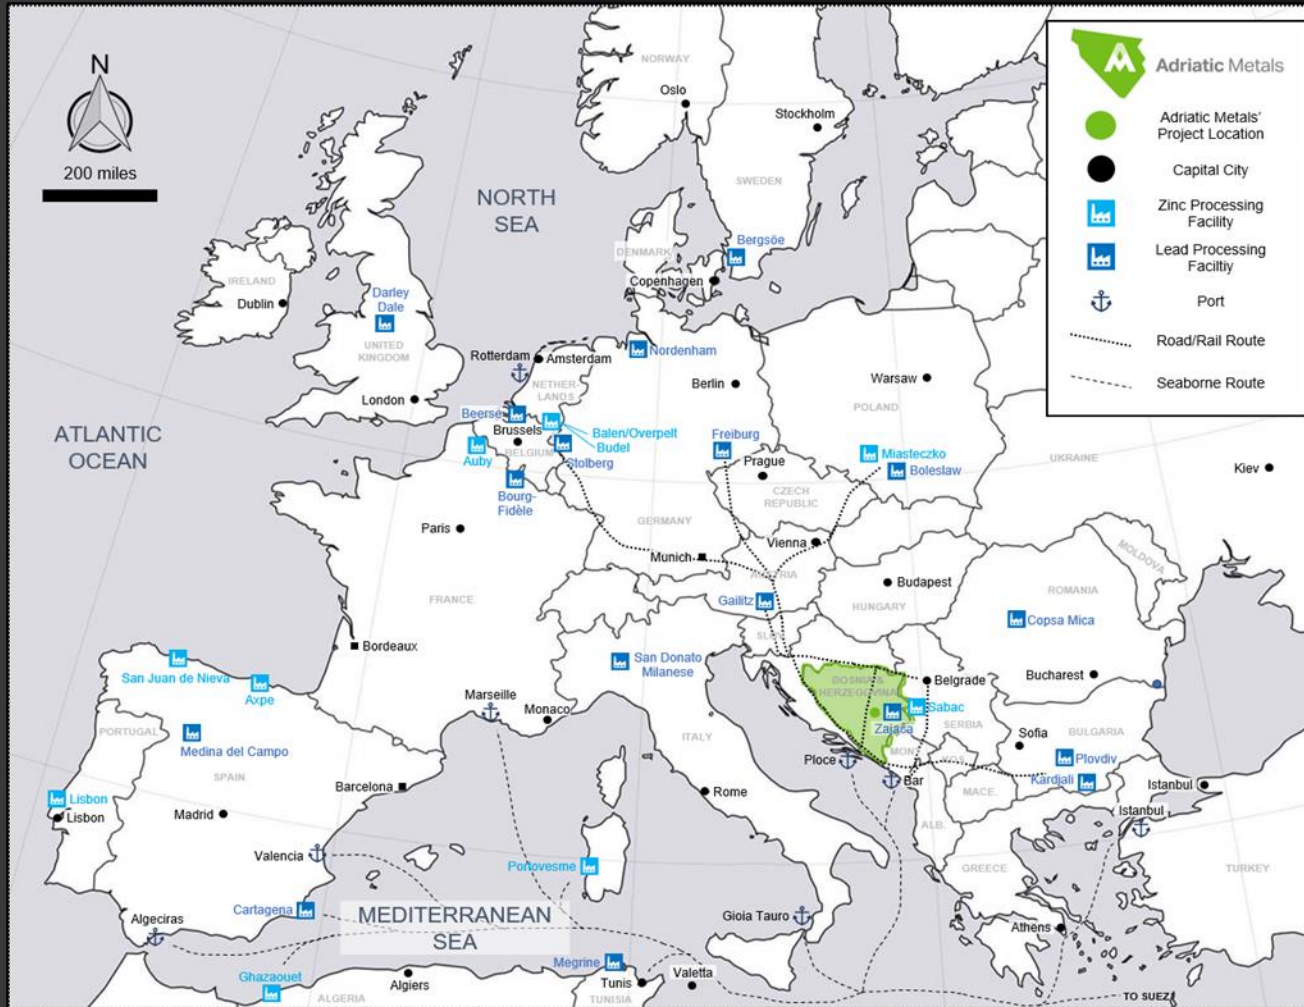 N
200 miles
NORTH
SEA
ATLANTIC
OCEAN
MEDITERRANEAN
SEA
Adriatic Metals
Adriatic Metals'
Project Location
Capital City
Zinc Processing
Facility
Lead Processing
Faciltiy
Port
Road/Rail Route
Seaborne Route
NORWAY
Oslo
Stockholm
SWEDEN
Bergsöe
DENMARK
Copenhagen
IRELAND
Dublin
Darley
Dale
UNITED
KINGDOM
London
Rotterdam
Amsterdam
NETHER-
LANDS
Nordenham
Berlin
Warsaw
POLAND
Beerse
Brussels
BELGIUM
Balen/Overpelt
Budel
Stolberg
Auby
Bourg-
Fidèle
Freiburg
Prague
CZECH
REPUBLIC
Miasteczko
Boleslaw
UKRAINE
Kiev
Paris
GERMANY
Munich
Vienna
AUSTRIA
MOLDOVA
Budapest
HUNGARY
ROMANIA
FRANCE
Gailitz
SLOV.
Copsa Mica
Bordeaux
San Donato
Milanese
BOSNIA &
HERZEGOVINA
Belgrade
Bucharest
San Juan de Nieva
Axpe
Marseille
Monaco
Zajača
Sabac
SERBIA
PORTUGAL
Medina del Campo
ITALY
Sofia
BULGARIA
SPAIN
Ploce
MON.
KOS.
Plovdiv
Bar
Kardjali
Barcelona
Rome
MACE.
Istanbul
Istanbul
Lisbon
Lisbon
Madrid
ALB.
Valencia
Portovesme
GREECE
TURKEY
Cartagena
Algeciras
Gioia Tauro
Athens
Ghazaouet
Megrine
Algiers
ALGERIA
Tunis
TUNISIA
Valetta
TO SUEZ